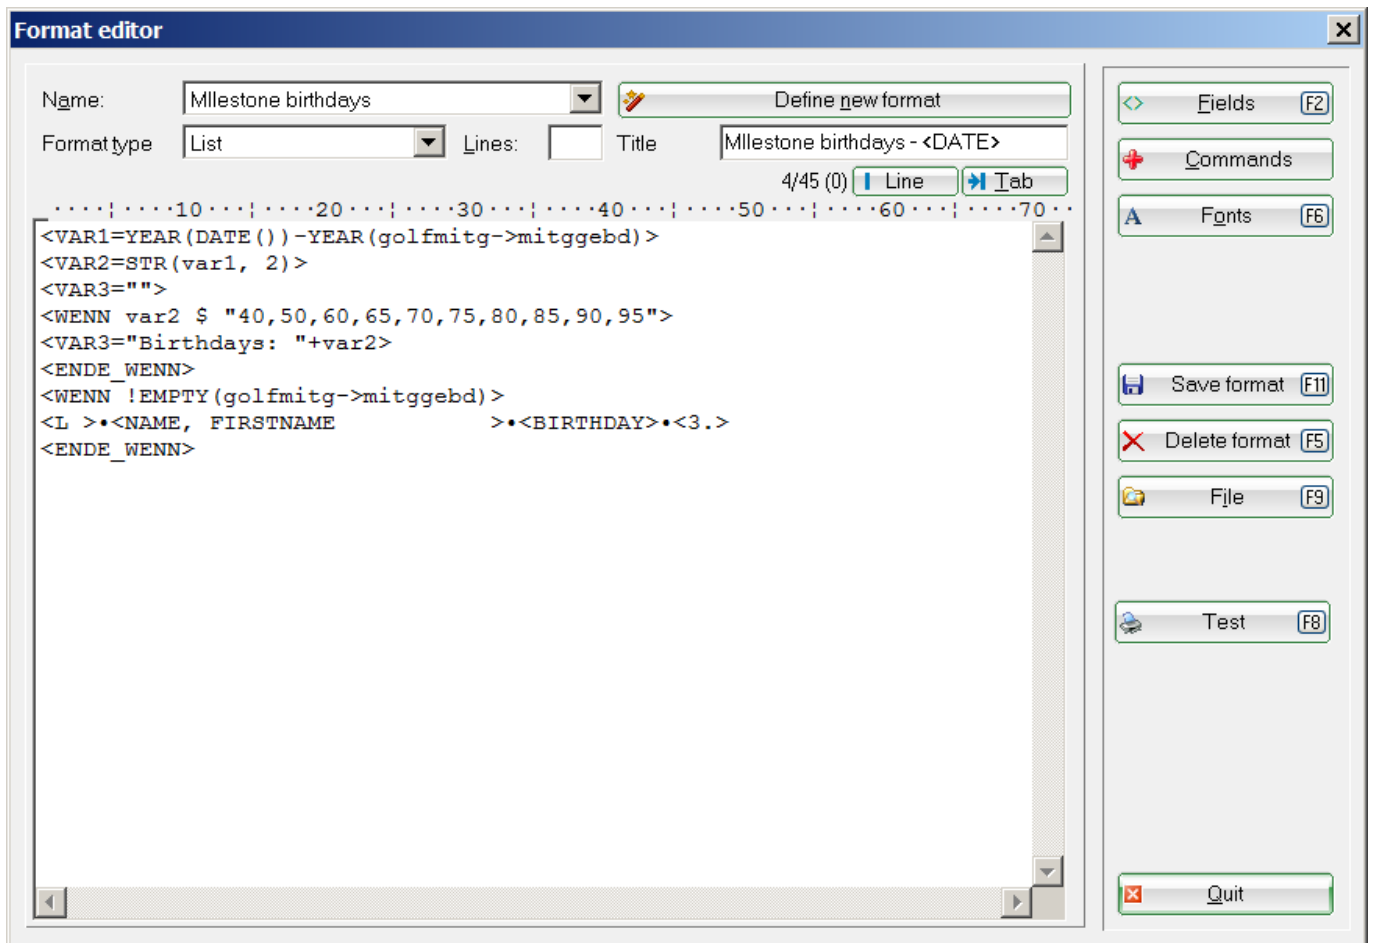 Format editor
Name: MIlestone birthdays Define new format
Format type List Lines: Title MIlestone birthdays - <DATE>
4/45 (0) Line Tab
····¦····10···¦····20···¦····30···¦····40···¦····50···¦····60···¦····70··
<VAR1=YEAR(DATE())-YEAR(golfmitg->mitggebd)>
<VAR2=STR(var1, 2)>
<VAR3="">
<WENN var2 $ "40,50,60,65,70,75,80,85,90,95">
<VAR3="Birthdays: "+var2>
<ENDE_WENN>
<WENN !EMPTY(golfmitg->mitggebd)>
<L >•<NAME, FIRSTNAME            >•<BIRTHDAY>•<3.>
<ENDE_WENN>
Fields F2
Commands
Fonts F6
Save format F11
Delete format F5
File F9
Test F8
Quit